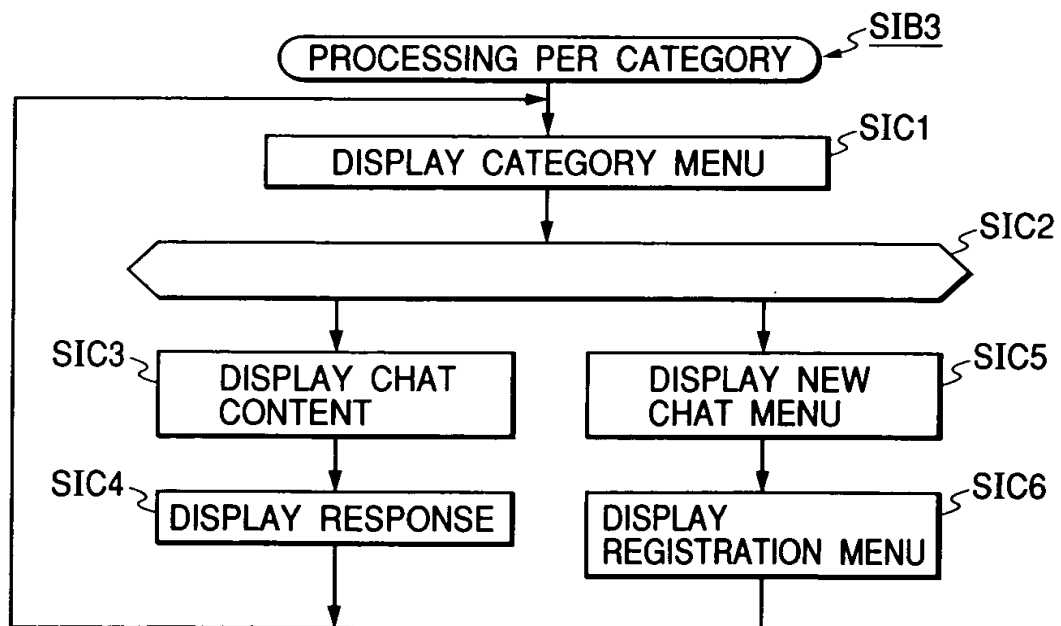 SIB3
PROCESSING PER CATEGORY
SIC1
DISPLAY CATEGORY MENU
SIC2
SIC3
DISPLAY CHAT
CONTENT
SIC5
DISPLAY NEW
CHAT MENU
SIC4
DISPLAY RESPONSE
SIC6
DISPLAY
REGISTRATION MENU